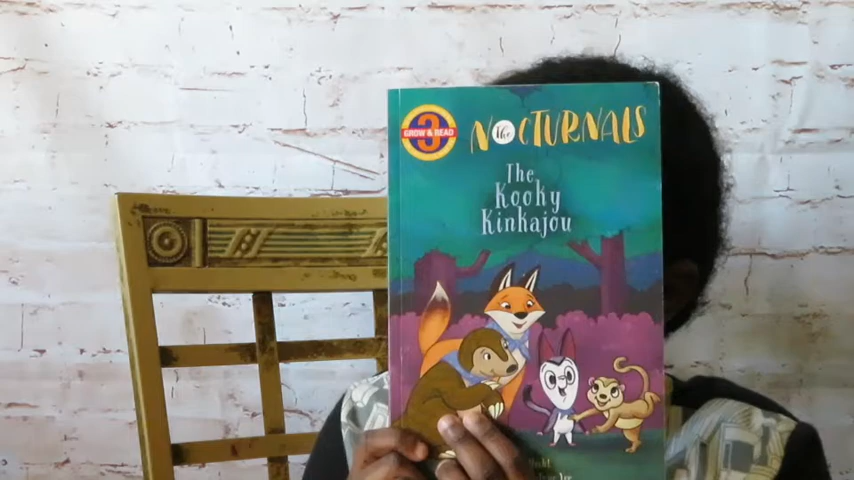 3
GROW & READ
The NOCTURNALS
The
Kooky
Kinkajou